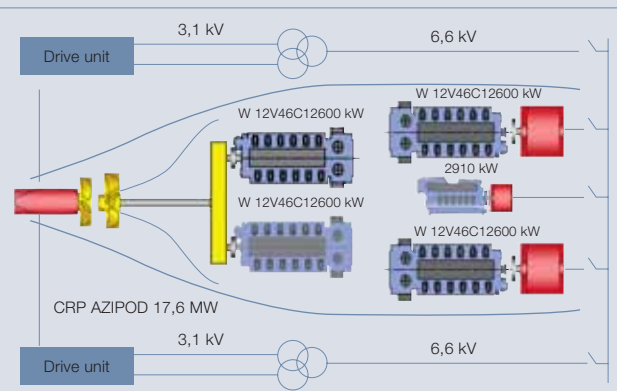 3,1 kV
6,6 kV
Drive unit
W 12V46C12600 kW
W 12V46C12600 kW
2910 kW
W 12V46C12600 kW
W 12V46C12600 kW
CRP AZIPOD 17,6 MW
3,1 kV
6,6 kV
Drive unit